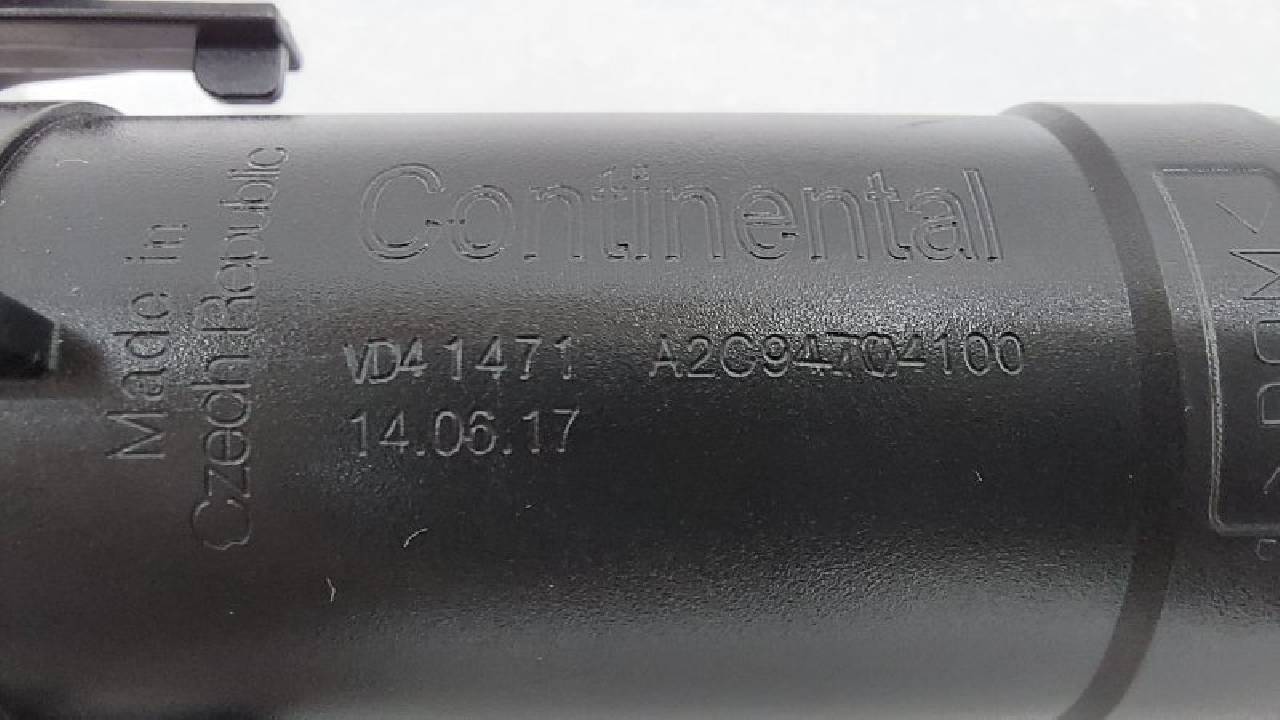 Made in
Czech Republic
Continental
VD41471 A2C94704100
14.06.17